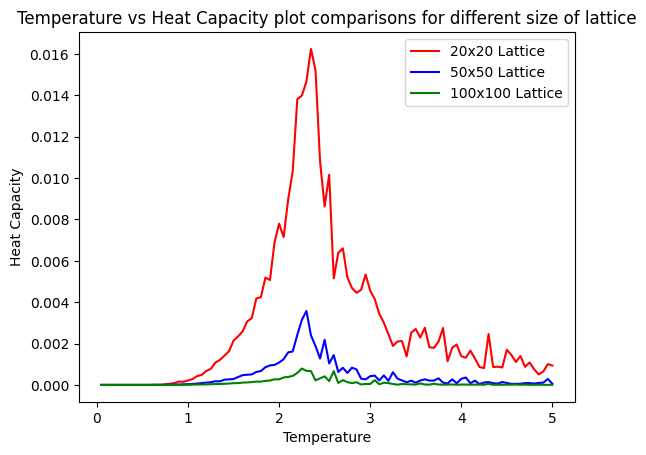 Temperature vs Heat Capacity plot comparisons for different size of lattice
20x20 Lattice
50x50 Lattice
100x100 Lattice
Heat Capacity
0.016
0.014
0.012
0.010
0.008
0.006
0.004
0.002
0.000
0 1 2 3 4 5
Temperature